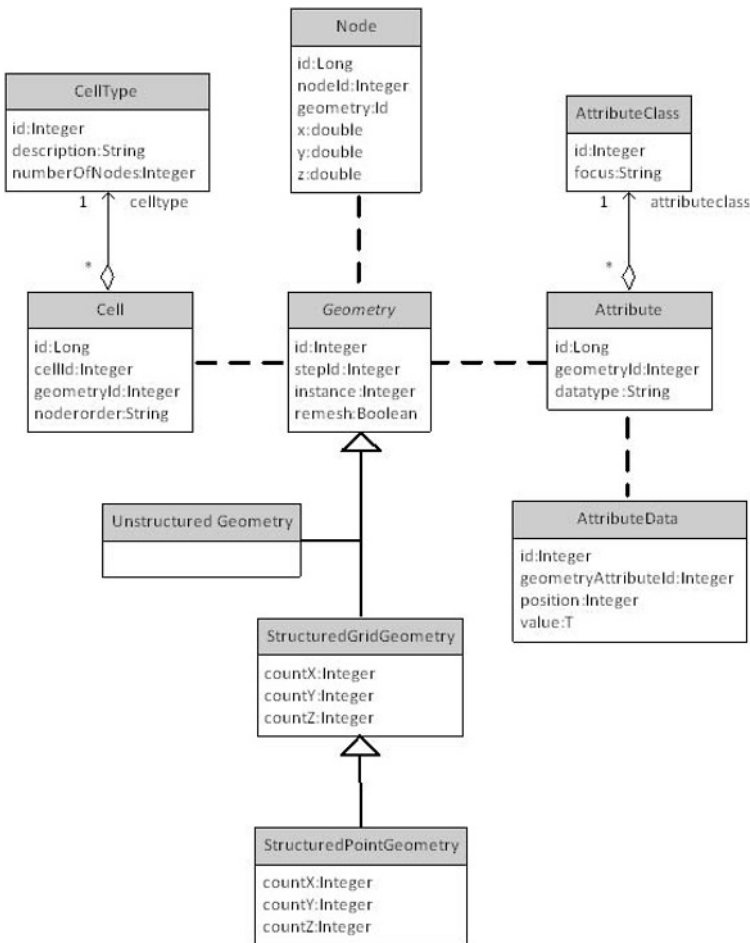 Node
id:Long
nodeId:Integer
geometry:Id
x:double
y:double
z:double
CellType
id:Integer
description:String
numberOfNodes:Integer
1
celltype
*
AttributeClass
id:Integer
focus:String
1
attributeclass
*
Cell
id:Long
cellId:Integer
geometryId:Integer
noderorder:String
Geometry
id:Integer
stepId:Integer
instance:Integer
remesh:Boolean
Attribute
id:Long
geometryId:Integer
datatype:String
Unstructured Geometry
AttributeData
id:Integer
geometryAttributeId:Integer
position:Integer
value:T
StructuredGridGeometry
countX:Integer
countY:Integer
countZ:Integer
StructuredPointGeometry
countX:Integer
countY:Integer
countZ:Integer